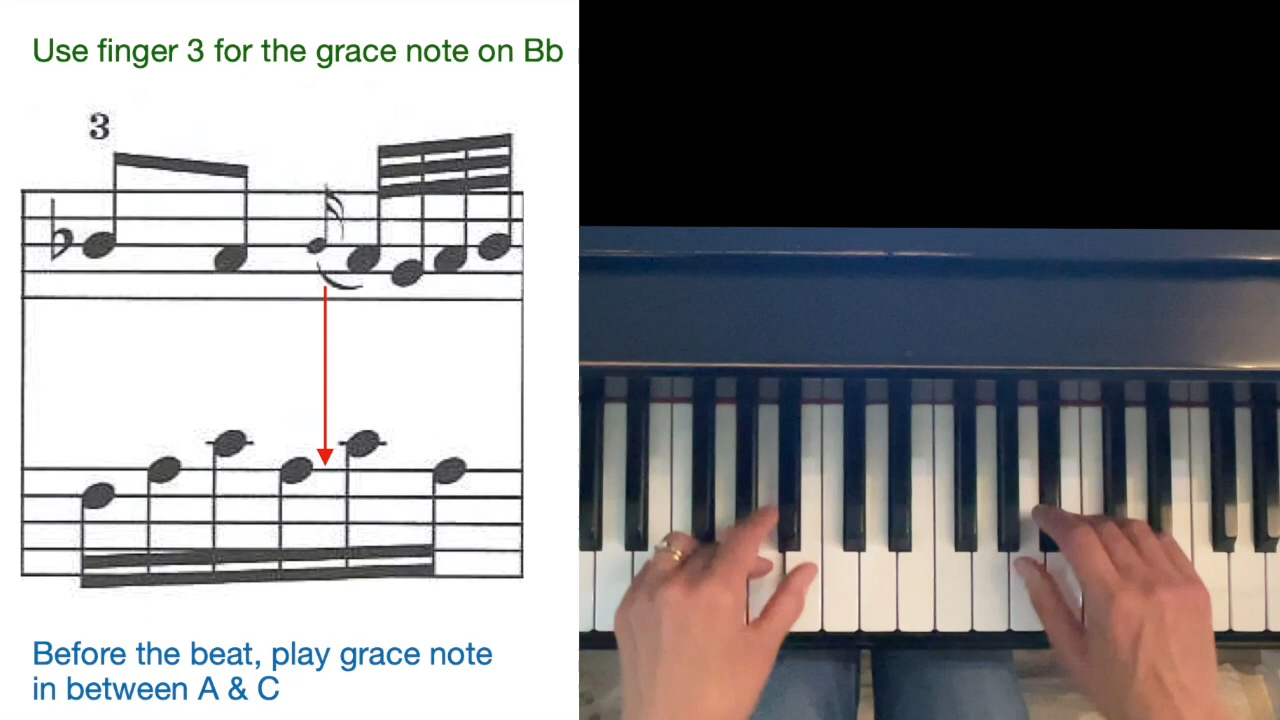 Use finger 3 for the grace note on Bb
3
Before the beat, play grace note
in between A & C